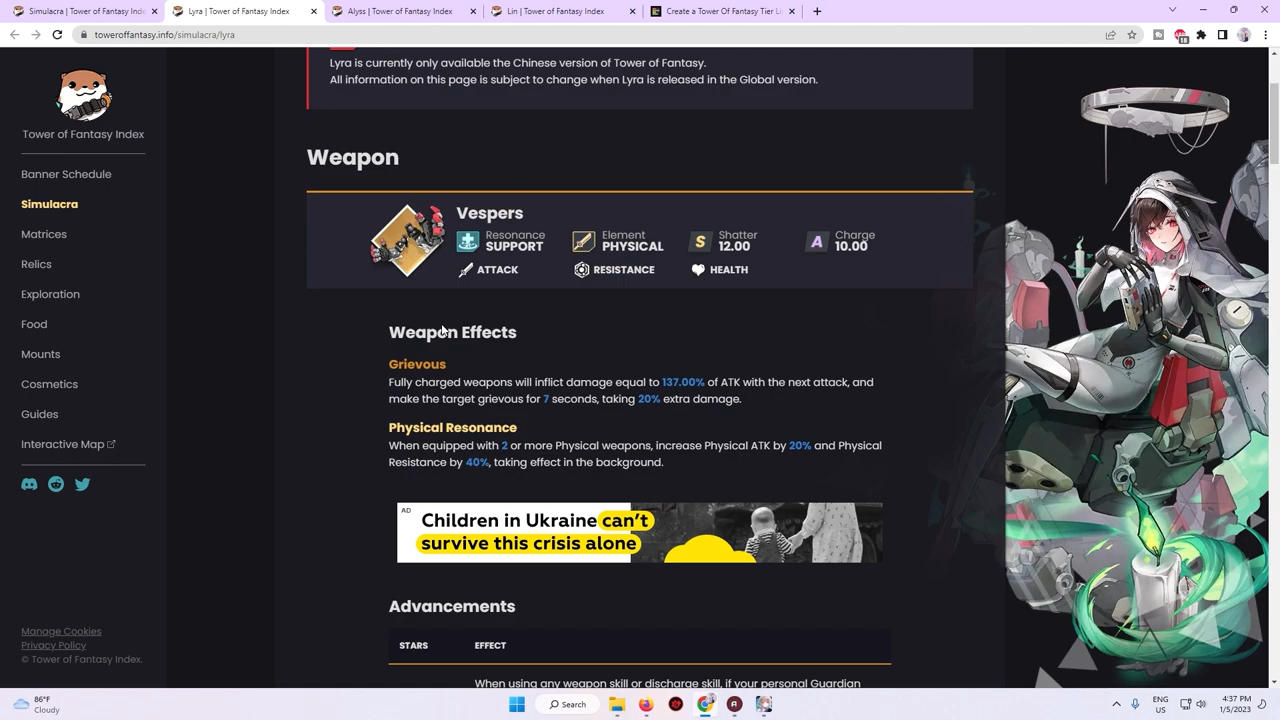 Simulacra | Tower of Fantasy In
Lyra | Tower of Fantasy Index
Alyss | Tower of Fantasy Index
Lin | Tower of Fantasy Index
Create a Tower Of Fantasy Tier Li
toweroffantasy.info/simulacra/lyra
18
Tower of Fantasy Index
Banner Schedule
Simulacra
Matrices
Relics
Exploration
Food
Mounts
Cosmetics
Guides
Interactive Map
Manage Cookies
Privacy Policy
© Tower of Fantasy Index.
Lyra is currently only available the Chinese version of Tower of Fantasy.
All information on this page is subject to change when Lyra is released in the Global version.
Weapon
Vespers
Resonance
SUPPORT
Element
PHYSICAL
S
Shatter
12.00
A
Charge
10.00
ATTACK
RESISTANCE
HEALTH
Weapon Effects
Grievous
Fully charged weapons will inflict damage equal to 137.00% of ATK with the next attack, and
make the target grievous for 7 seconds, taking 20% extra damage.
Physical Resonance
When equipped with 2 or more Physical weapons, increase Physical ATK by 20% and Physical
Resistance by 40%, taking effect in the background.
AD
Children in Ukraine can't
survive this crisis alone
Advancements
STARS EFFECT
When using any weapon skill or discharge skill, if your personal Guardian
86°F
Cloudy
Search
ENG
US
4:37 PM
1/5/2023